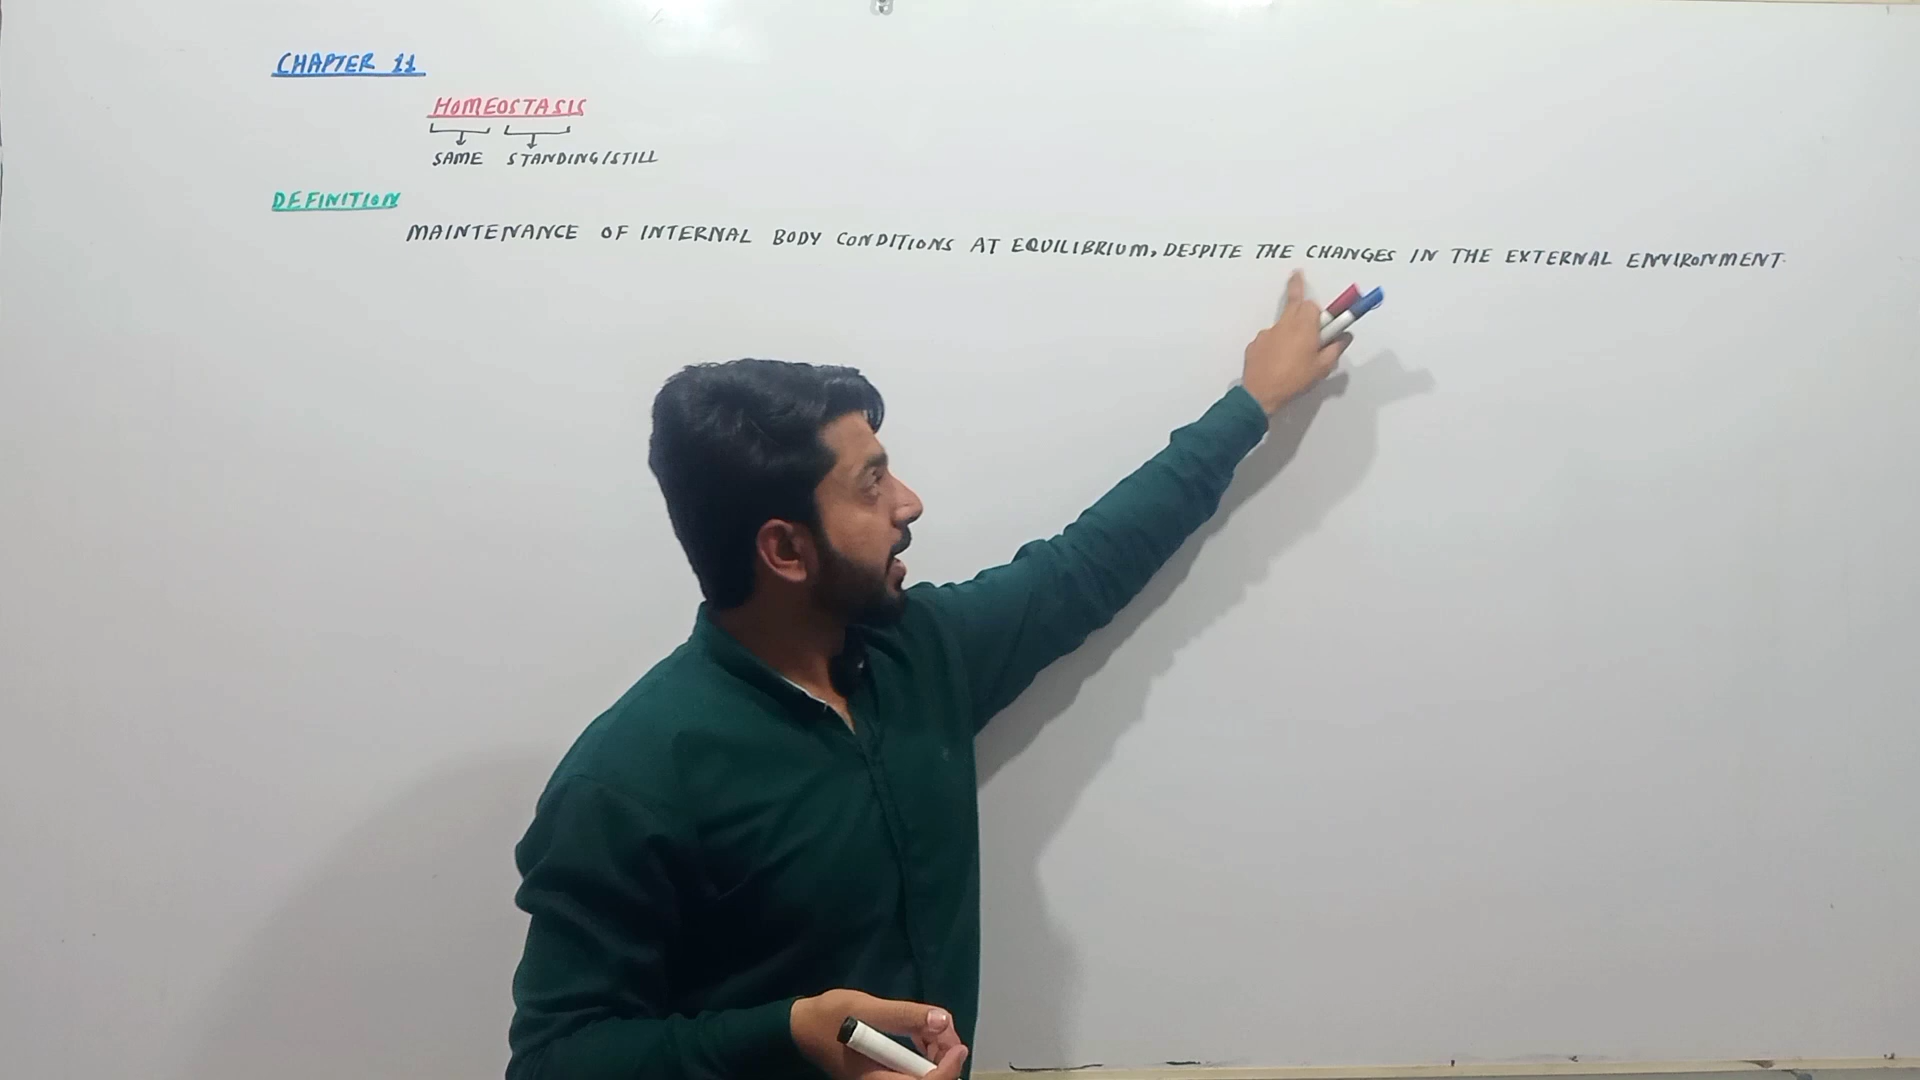 CHAPTER 11
HOMEOSTASIS
SAME STANDING/STILL
DEFINITION
MAINTENANCE OF INTERNAL BODY CONDITIONS AT EQUILIBRIUM, DESPITE THE CHANGES IN THE EXTERNAL ENVIRONMENT.